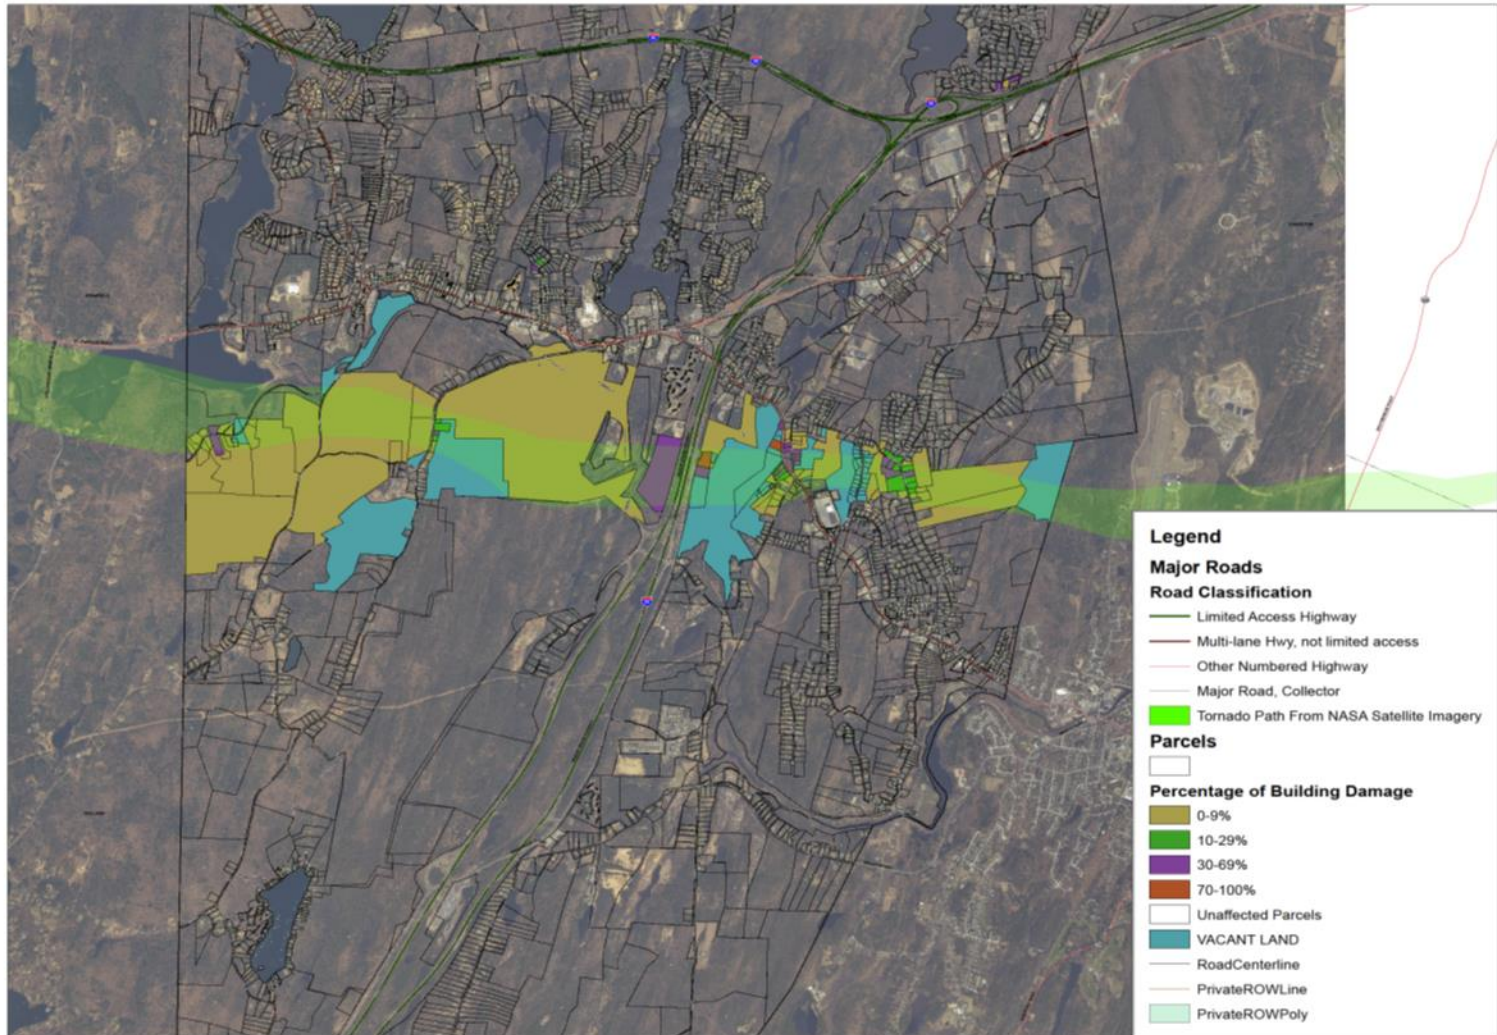 Legend
Major Roads
Road Classification
Limited Access Highway
Multi-lane Hwy, not limited access
Other Numbered Highway
Major Road, Collector
Tornado Path From NASA Satellite Imagery
Parcels
Percentage of Building Damage
0-9%
10-29%
30-69%
70-100%
Unaffected Parcels
VACANT LAND
RoadCenterline
PrivateROWLine
PrivateROWPoly